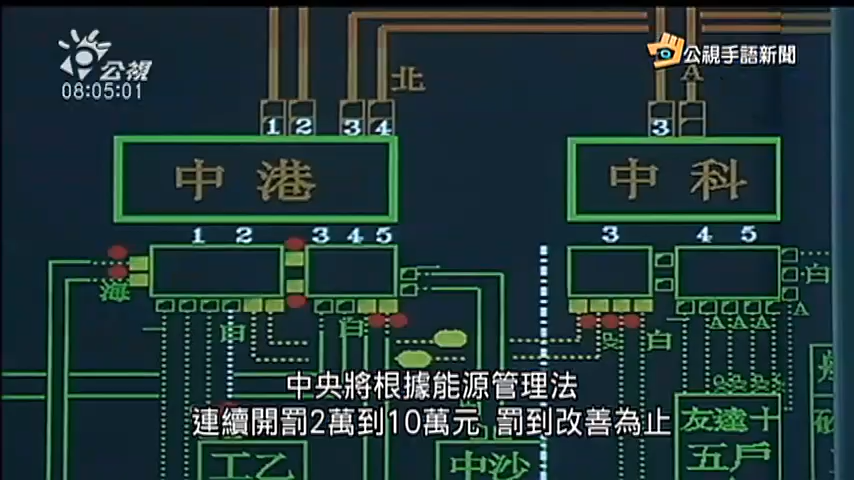 公視
08:05:01
公視手語新聞
北
A
1 2 3 4
3
中港
中科
1 2 3 4 5
3 4 5
海
白
白
白
白
A A A
A
中央將根據能源管理法
連續開罰2萬到10萬元 罰到改善為止
友達十
五戶
工乙
中沙